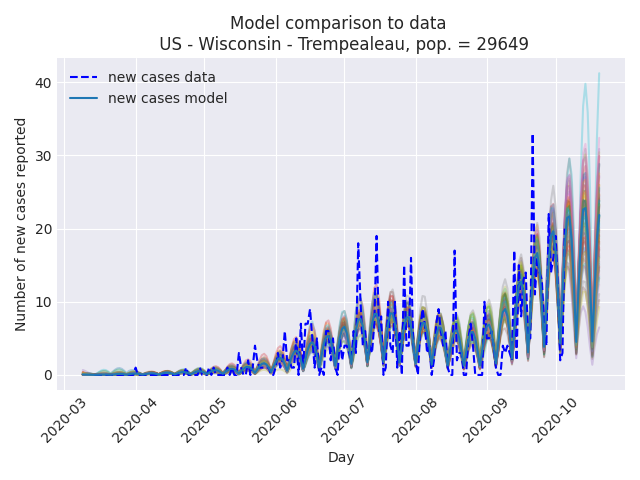 Model comparison to data
US - Wisconsin - Trempealeau, pop. = 29649
new cases data
new cases model
Number of new cases reported
40
30
20
10
0
2020-03
2020-04
2020-05
2020-06
2020-07
2020-08
2020-09
2020-10
Day